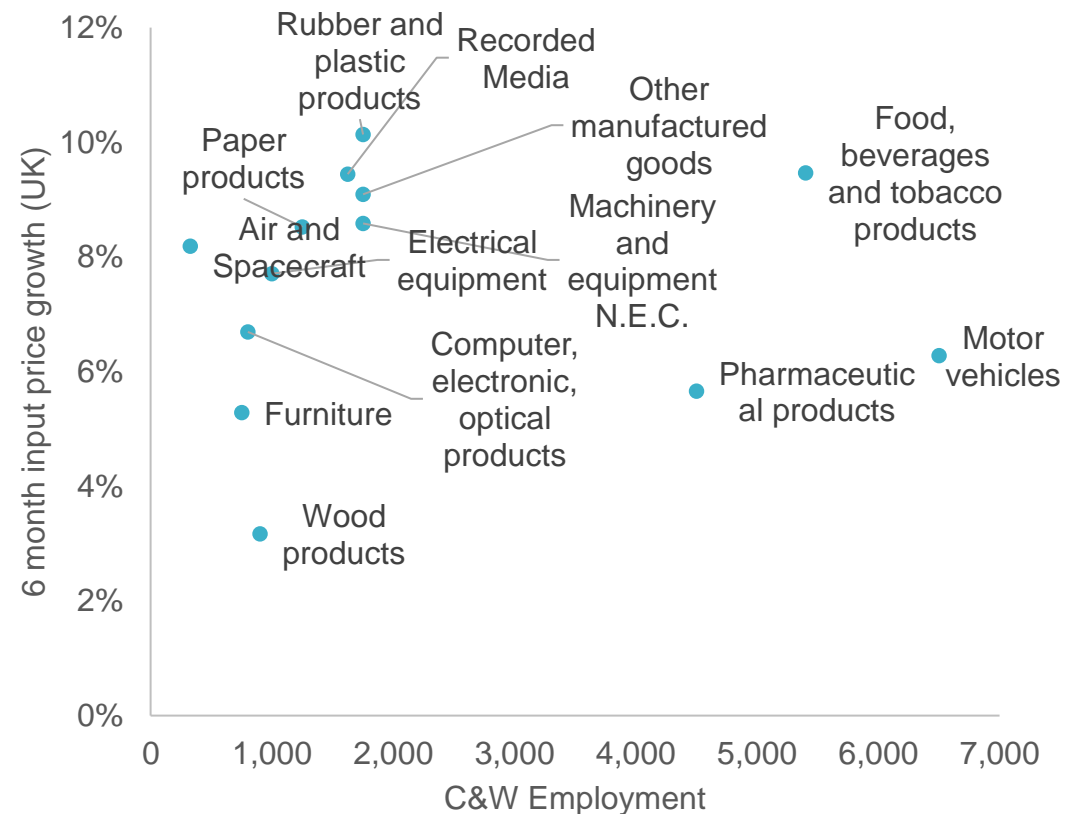 12%
10%
8%
6%
4%
2%
0%
6 month input price growth (UK)
Rubber and
plastic
products
Recorded
Media
Other
manufactured
goods
Food,
beverages
and tobacco
products
Paper
products
Air and
Spacecraft
Electrical
equipment
Machinery
and
equipment
N.E.C.
Computer,
electronic,
optical
products
Motor
vehicles
Pharmaceutic
al products
Furniture
Wood
products
0
1,000
2,000
3,000
4,000
5,000
6,000
7,000
C&W Employment